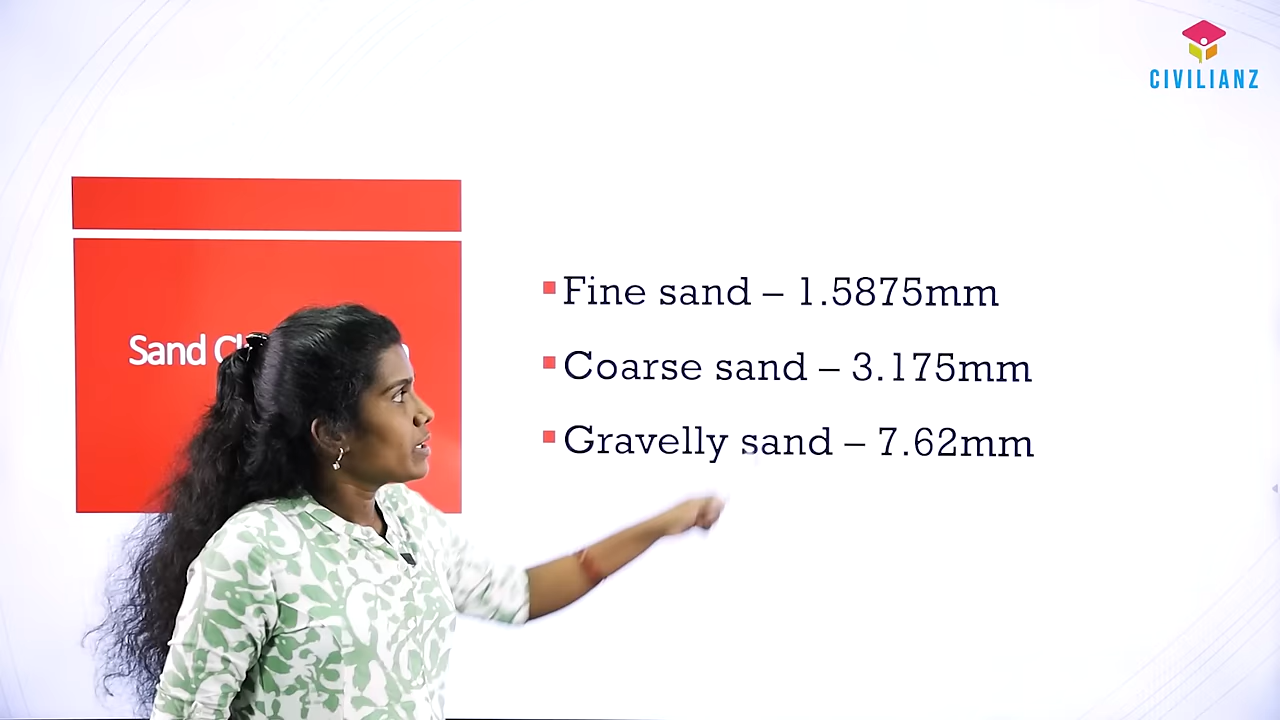 CIVILIANZ
Sand
Fine sand – 1.5875mm
Coarse sand – 3.175mm
Gravelly sand – 7.62mm